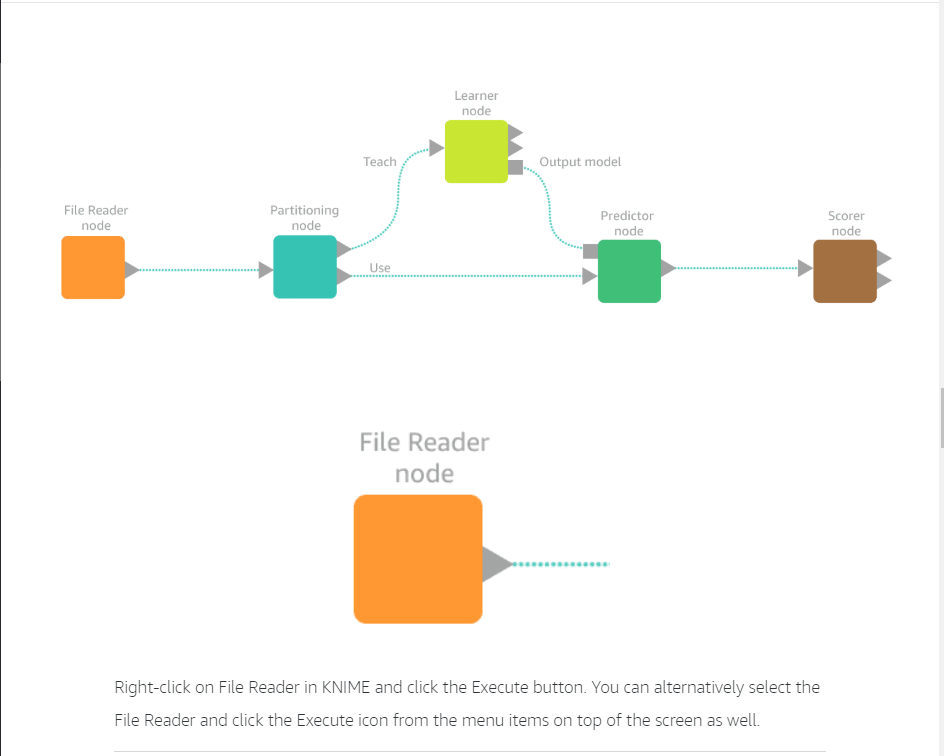 Learner
node
Teach
Output model
File Reader
node
Partitioning
node
Predictor
node
Scorer
node
Use
File Reader
node
Right-click on File Reader in KNIME and click the Execute button. You can alternatively select the
File Reader and click the Execute icon from the menu items on top of the screen as well.